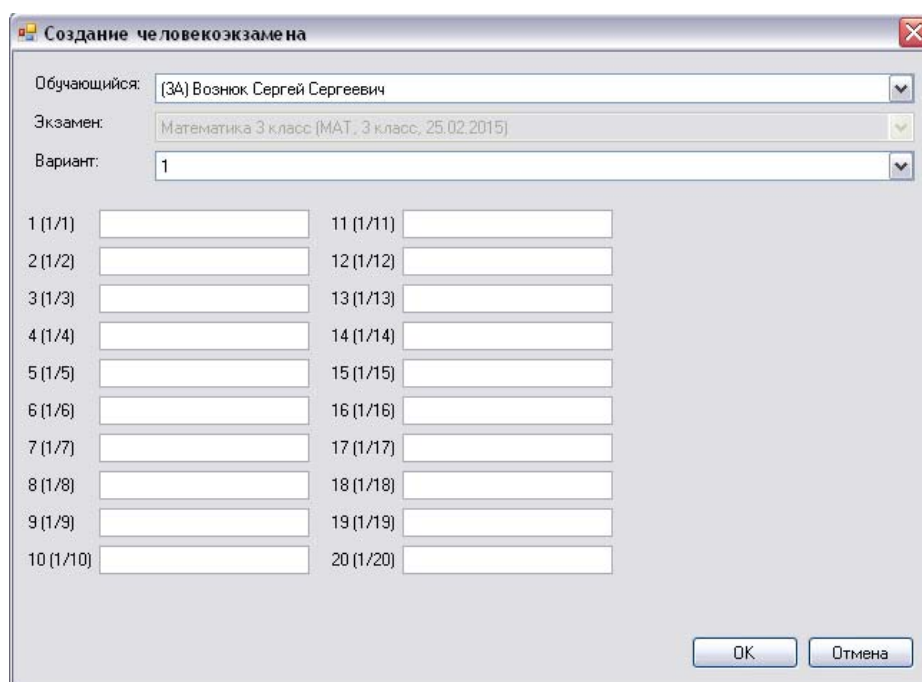 Создание человекоэкзамена
Обучающийся: (3А) Вознюк Сергей Сергеевич
Экзамен: Математика 3 класс (МАТ, 3 класс, 25.02.2015)
Вариант: 1
1 (1/1) 11 (1/11)
2 (1/2) 12 (1/12)
3 (1/3) 13 (1/13)
4 (1/4) 14 (1/14)
5 (1/5) 15 (1/15)
6 (1/6) 16 (1/16)
7 (1/7) 17 (1/17)
8 (1/8) 18 (1/18)
9 (1/9) 19 (1/19)
10 (1/10) 20 (1/20)
ОК Отмена